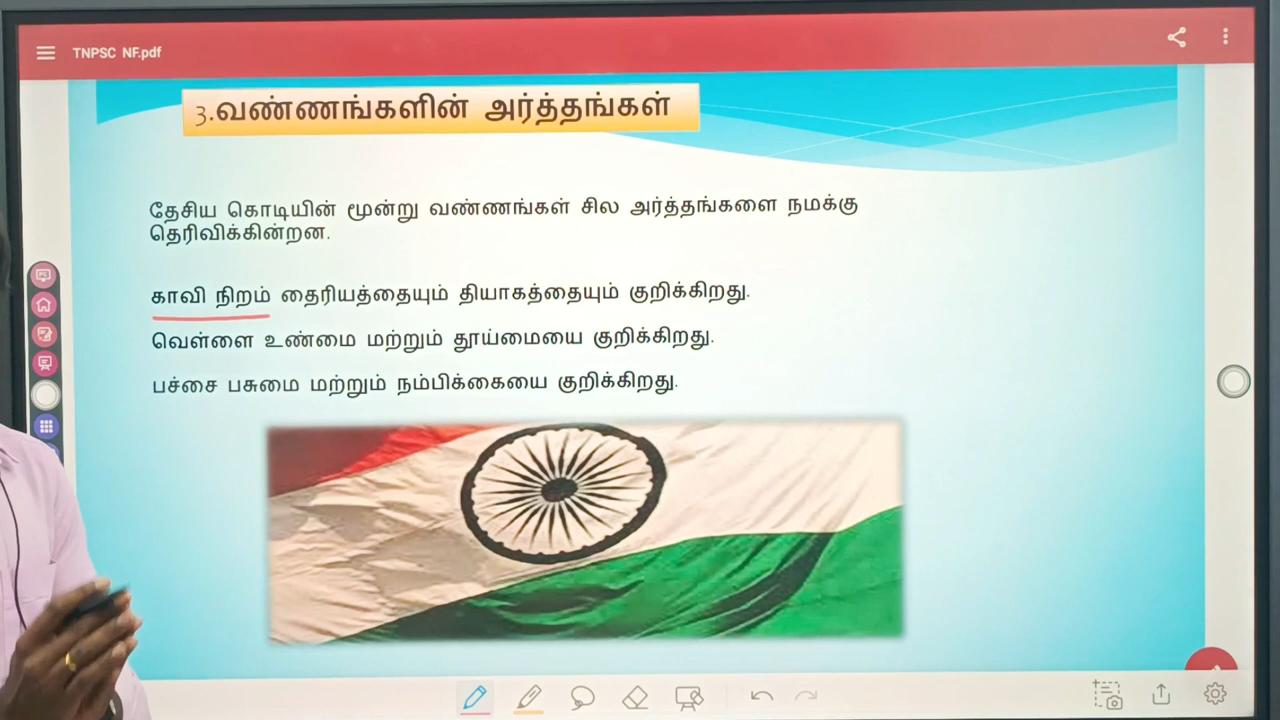 TNPSC NF.pdf
3.வண்ணங்களின் அர்த்தங்கள்
தேசிய கொடியின் மூன்று வண்ணங்கள் சில அர்த்தங்களை நமக்கு
தெரிவிக்கின்றன.
காவி நிறம் தைரியத்தையும் தியாகத்தையும் குறிக்கிறது.
வெள்ளை உண்மை மற்றும் தூய்மையை குறிக்கிறது.
பச்சை பசுமை மற்றும் நம்பிக்கையை குறிக்கிறது.